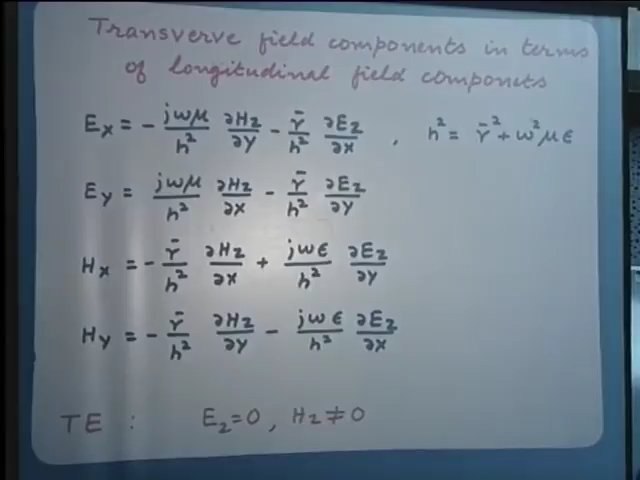 Transverve field components in terms
of longitudinal field componets
Ex = - jωμ/h² ∂Hz/∂y - γ̄/h² ∂Ez/∂x , h² = γ̄² + ω²με
Ey = jωμ/h² ∂Hz/∂x - γ̄/h² ∂Ez/∂y
Hx = - γ̄/h² ∂Hz/∂x + jωε/h² ∂Ez/∂y
Hy = - γ̄/h² ∂Hz/∂y - jωε/h² ∂Ez/∂x
TE : Ez=0, Hz≠0